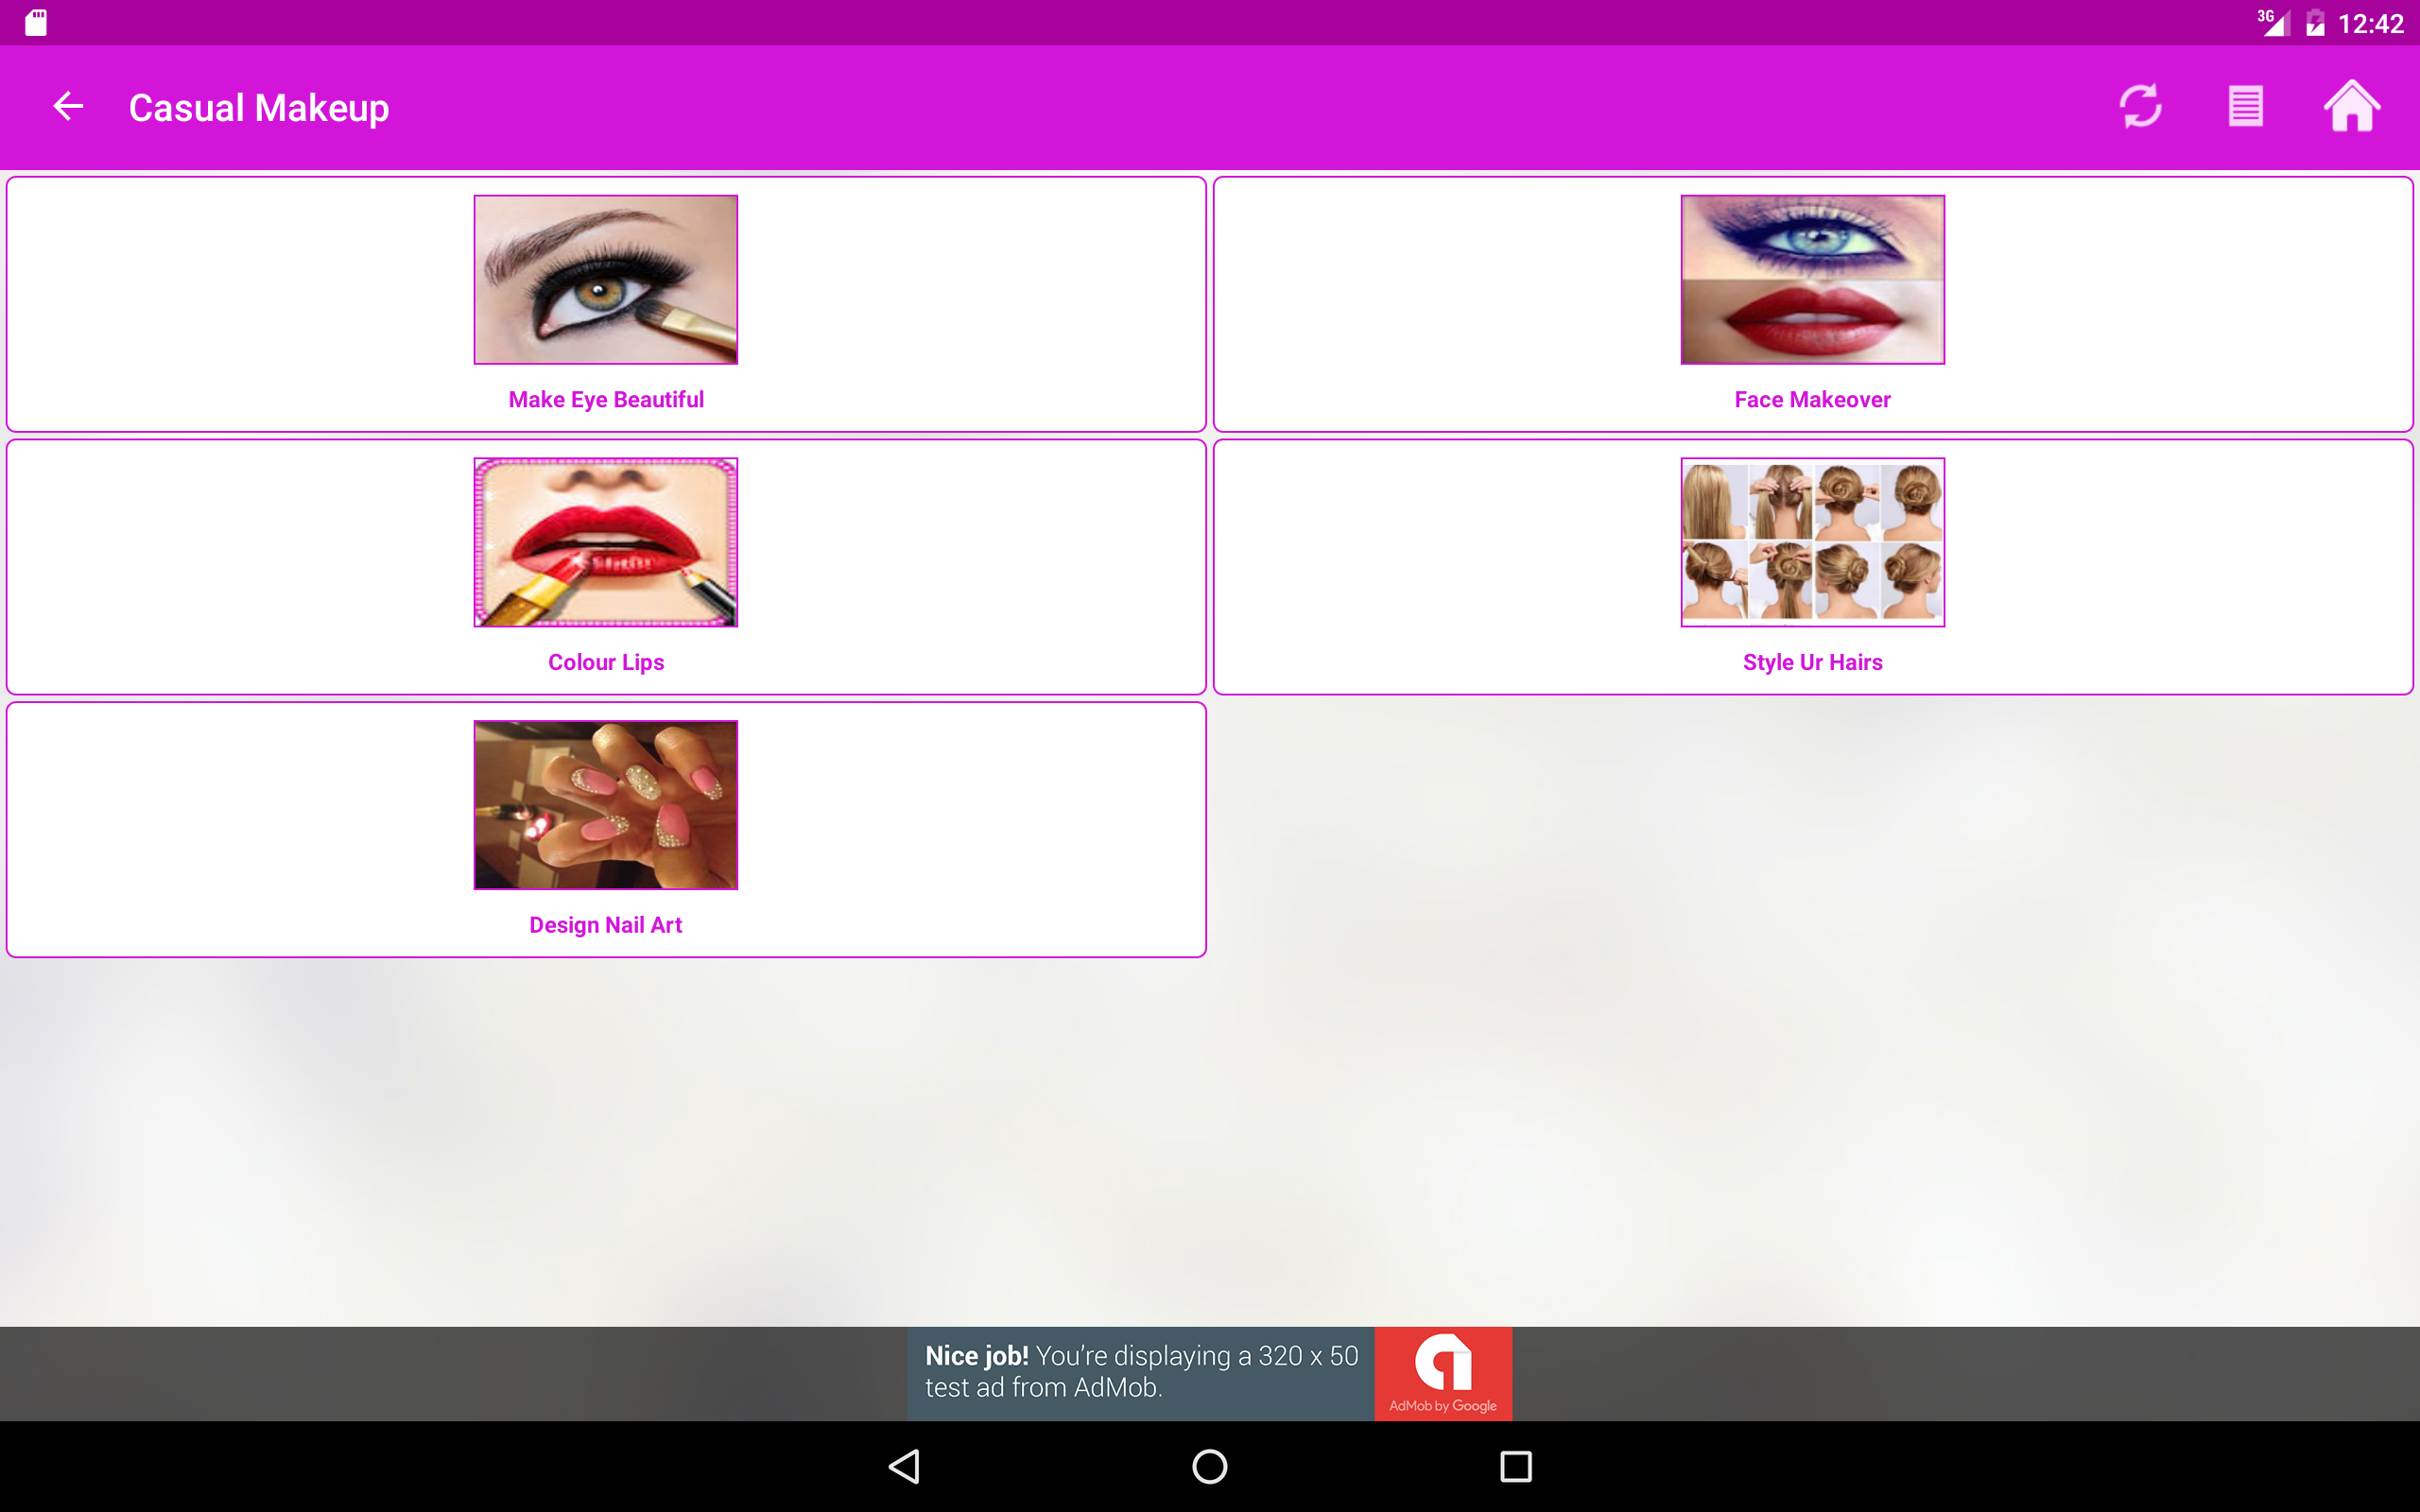 3G 12:42
Casual Makeup
Make Eye Beautiful
Face Makeover
Colour Lips
Style Ur Hairs
Design Nail Art
Nice job! You're displaying a 320 x 50
test ad from AdMob.
AdMob by Google